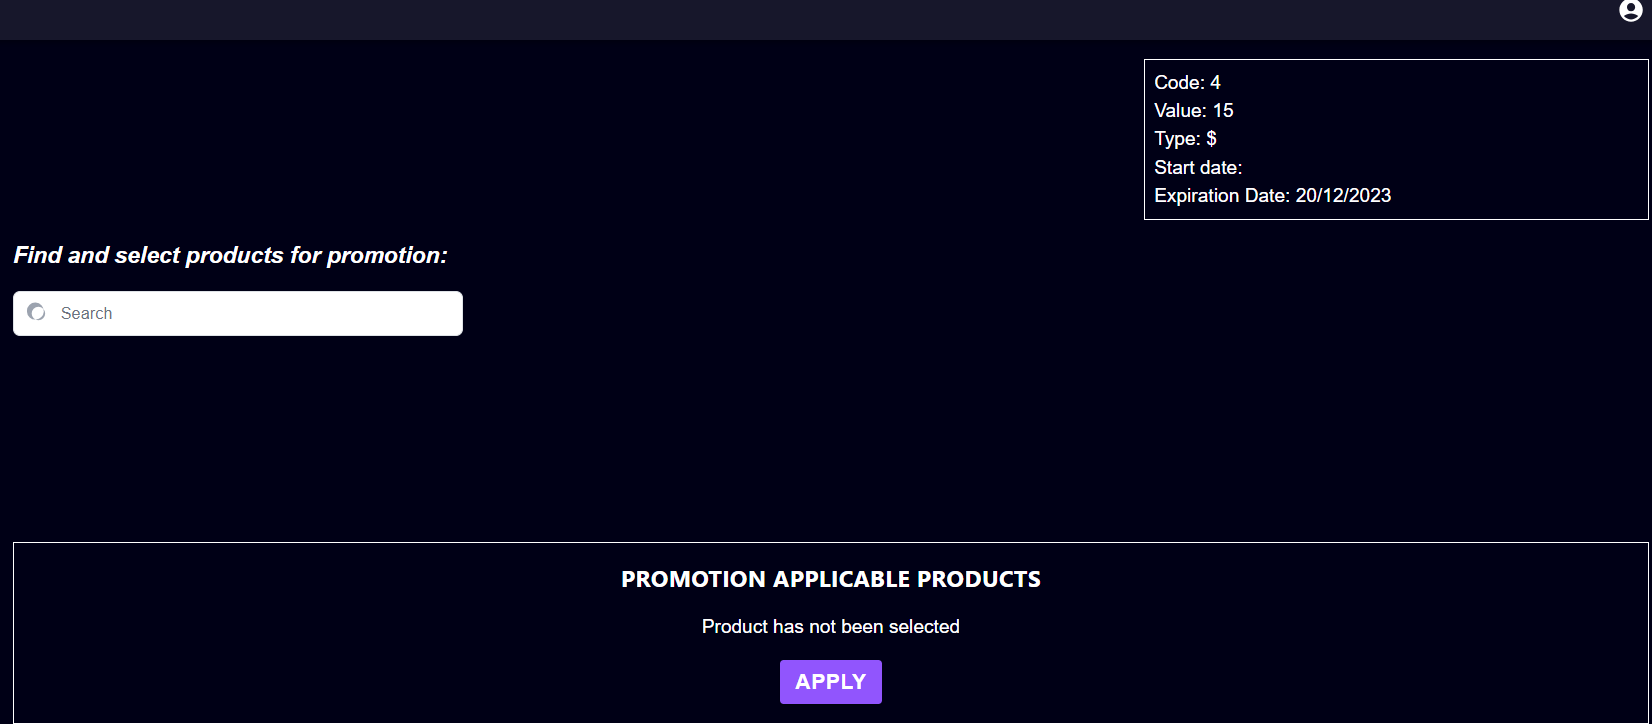 Code: 4
Value: 15
Type: $
Start date:
Expiration Date: 20/12/2023
Find and select products for promotion:
Search
PROMOTION APPLICABLE PRODUCTS
Product has not been selected
APPLY